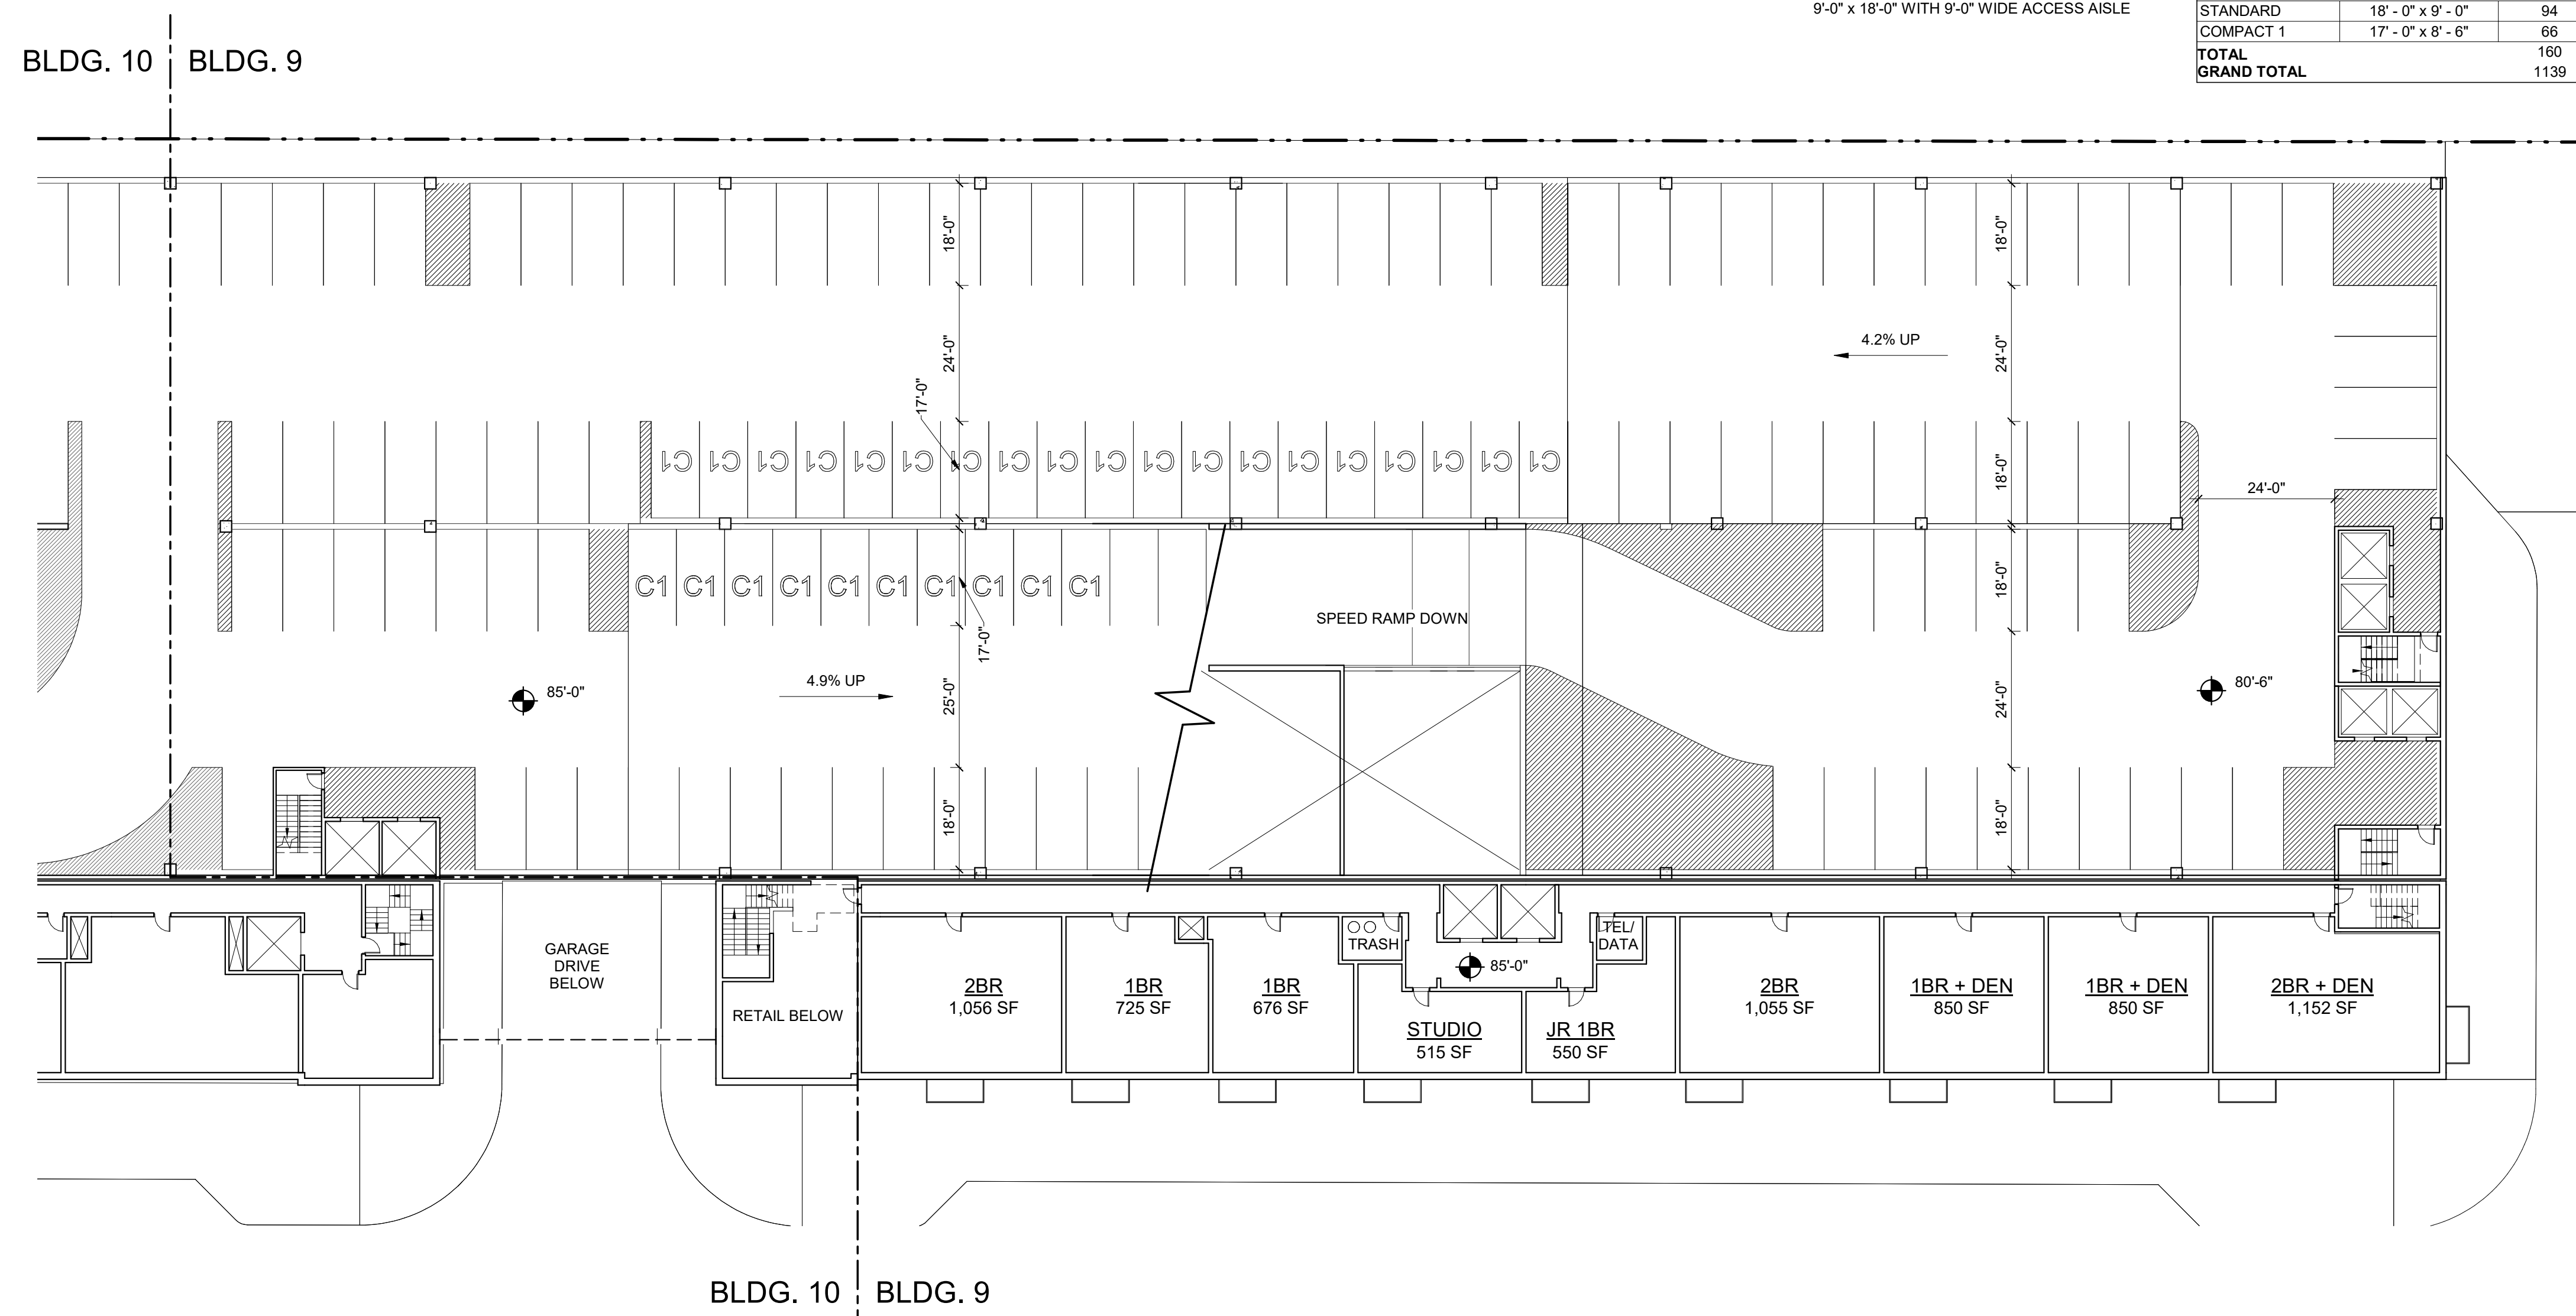 9'-0" x 18'-0" WITH 9'-0" WIDE ACCESS AISLE
STANDARD 18' - 0" x 9' - 0" 94
COMPACT 1 17' - 0" x 8' - 6" 66
TOTAL 160
GRAND TOTAL 1139
BLDG. 10 BLDG. 9
18'-0" 18'-0"
4.2% UP
24'-0" 24'-0"
17'-0"
C1 C1 C1 C1 C1 C1 C1 C1 C1 C1 C1 C1 C1 C1 C1 C1 C1 C1 C1
18'-0"
24'-0"
C1 C1 C1 C1 C1 C1 C1 C1 C1 C1
18'-0"
SPEED RAMP DOWN
17'-0"
4.9% UP
85'-0"
80'-6"
25'-0" 24'-0"
18'-0" 18'-0"
GARAGE
DRIVE
BELOW
RETAIL BELOW
TRASH
TEL/
DATA
85'-0"
2BR
1,056 SF
1BR
725 SF
1BR
676 SF
STUDIO
515 SF
JR 1BR
550 SF
2BR
1,055 SF
1BR + DEN
850 SF
1BR + DEN
850 SF
2BR + DEN
1,152 SF
BLDG. 10 BLDG. 9